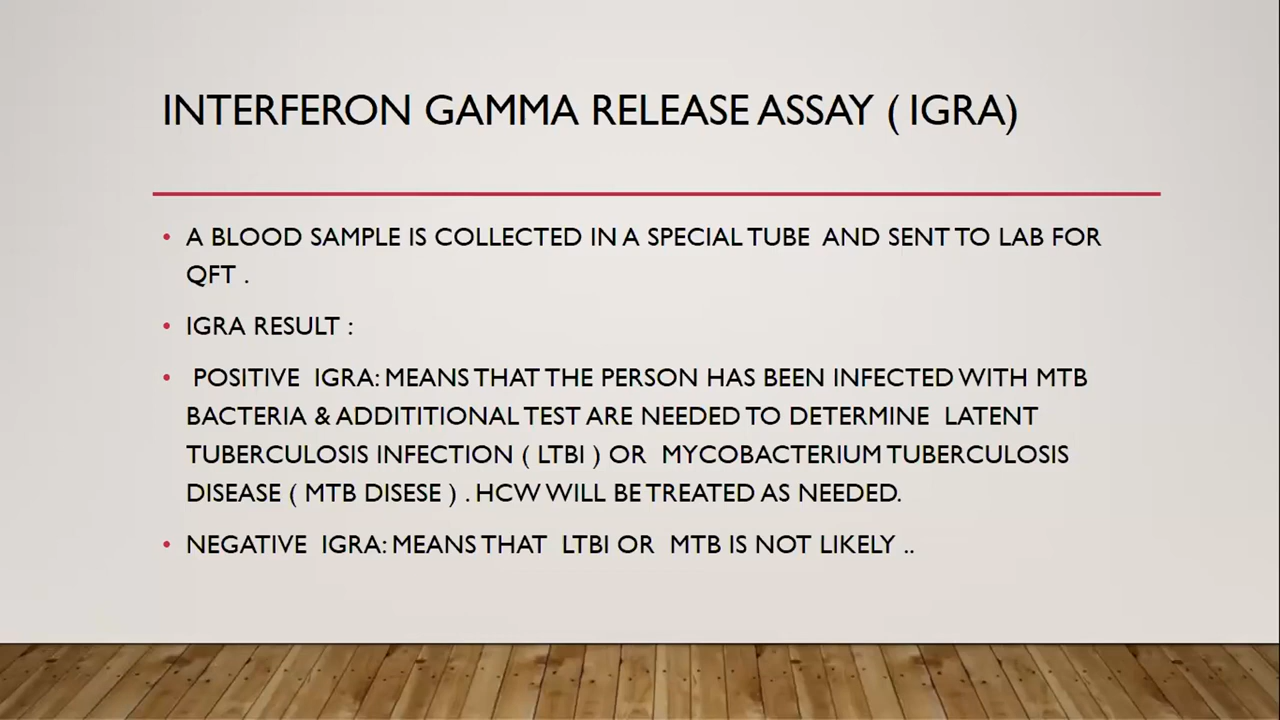 INTERFERON GAMMA RELEASE ASSAY ( IGRA)
• A BLOOD SAMPLE IS COLLECTED IN A SPECIAL TUBE AND SENT TO LAB FOR
QFT .
• IGRA RESULT :
• POSITIVE IGRA: MEANS THAT THE PERSON HAS BEEN INFECTED WITH MTB
BACTERIA & ADDITITIONAL TEST ARE NEEDED TO DETERMINE LATENT
TUBERCULOSIS INFECTION ( LTBI ) OR MYCOBACTERIUM TUBERCULOSIS
DISEASE ( MTB DISESE ) . HCW WILL BE TREATED AS NEEDED.
• NEGATIVE IGRA: MEANS THAT LTBI OR MTB IS NOT LIKELY ..